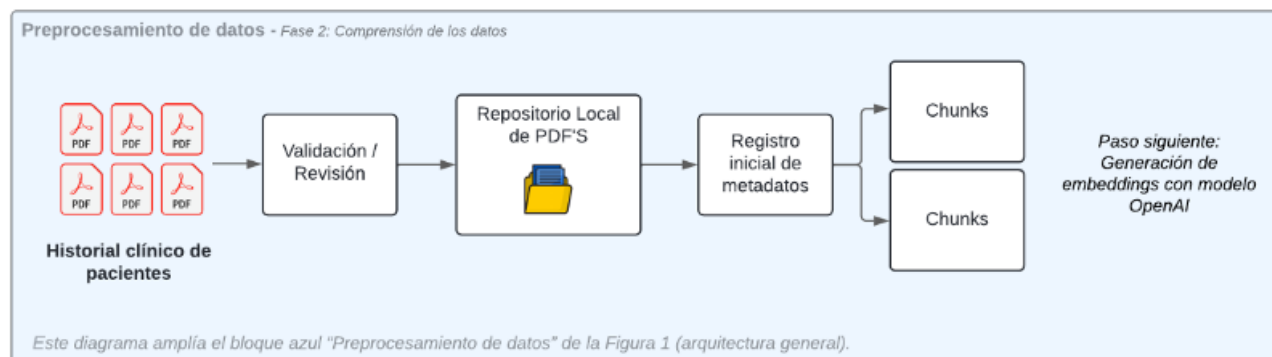 Preprocesamiento de datos - Fase 2: Comprensión de los datos
PDF PDF PDF
PDF PDF PDF
Historial clínico de
pacientes
Validación /
Revisión
Repositorio Local
de PDF'S
Registro
inicial de
metadatos
Chunks
Chunks
Paso siguiente:
Generación de
embeddings con modelo
OpenAI
Este diagrama amplía el bloque azul "Preprocesamiento de datos" de la Figura 1 (arquitectura general).